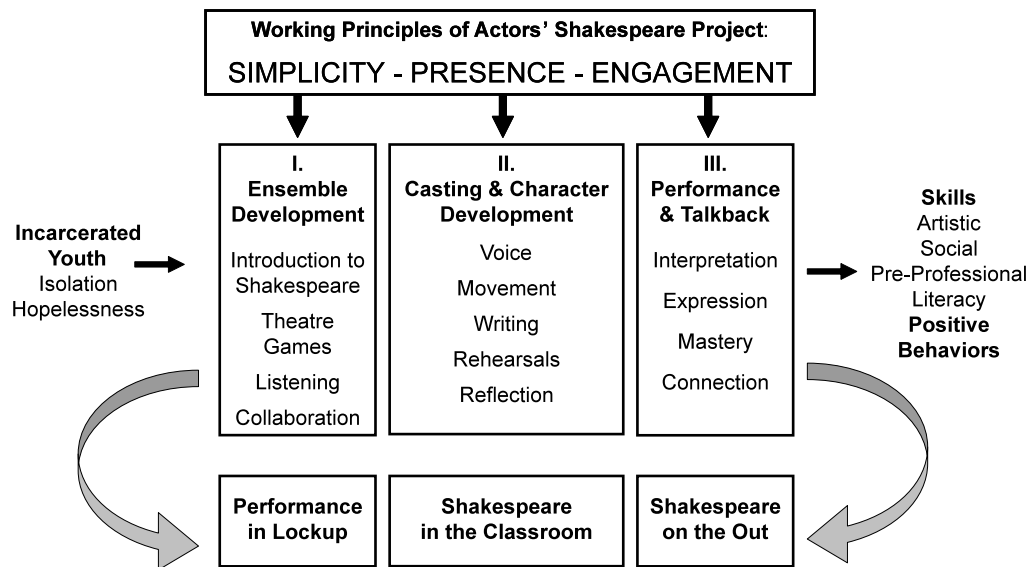 Working Principles of Actors’ Shakespeare Project:
SIMPLICITY - PRESENCE - ENGAGEMENT
Incarcerated
Youth
Isolation
Hopelessness
I.
Ensemble
Development
Introduction to
Shakespeare
Theatre
Games
Listening
Collaboration
II.
Casting & Character
Development
Voice
Movement
Writing
Rehearsals
Reflection
III.
Performance
& Talkback
Interpretation
Expression
Mastery
Connection
Skills
Artistic
Social
Pre-Professional
Literacy
Positive
Behaviors
Performance
in Lockup
Shakespeare
in the Classroom
Shakespeare
on the Out